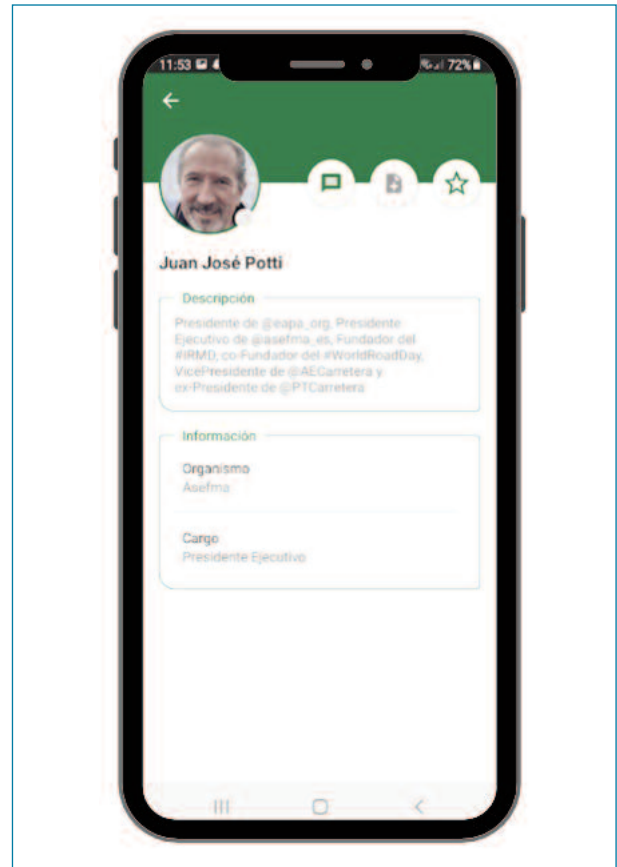 11:53
72%
Juan José Potti
Descripción
Presidente de @eapa_org, Presidente
Ejecutivo de @asefma_es, Fundador del
#IRMD, co-Fundador del #WorldRoadDay,
VicePresidente de @AECarretera y
ex-Presidente de @PTCarretera
Información
Organismo
Asefma
Cargo
Presidente Ejecutivo